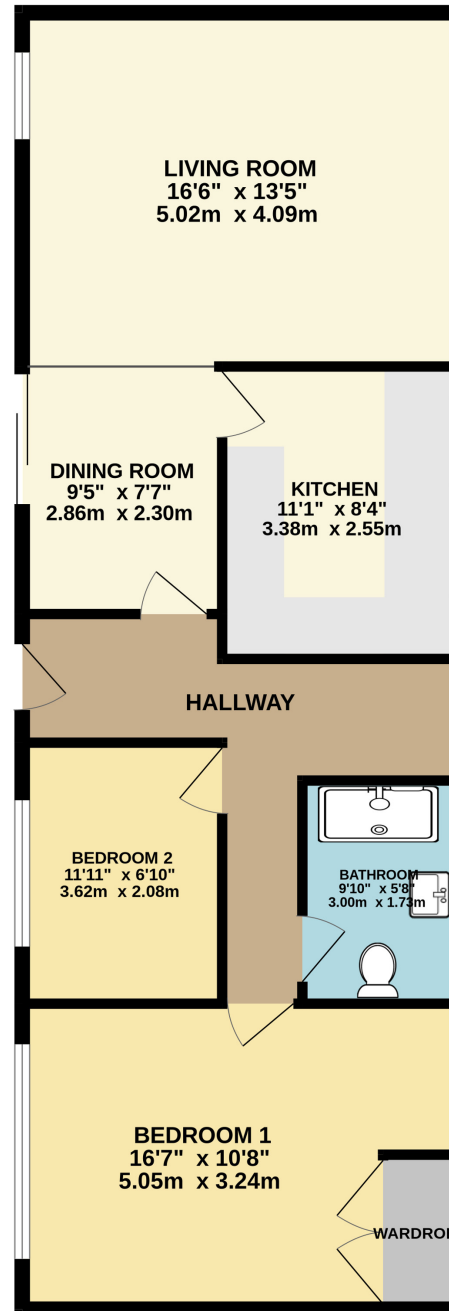 LIVING ROOM
16'6" x 13'5"
5.02m x 4.09m
DINING ROOM
9'5" x 7'7"
2.86m x 2.30m
KITCHEN
11'1" x 8'4"
3.38m x 2.55m
HALLWAY
BEDROOM 2
11'11" x 6'10"
3.62m x 2.08m
BATHROOM
9'10" x 5'8"
3.00m x 1.73m
BEDROOM 1
16'7" x 10'8"
5.05m x 3.24m